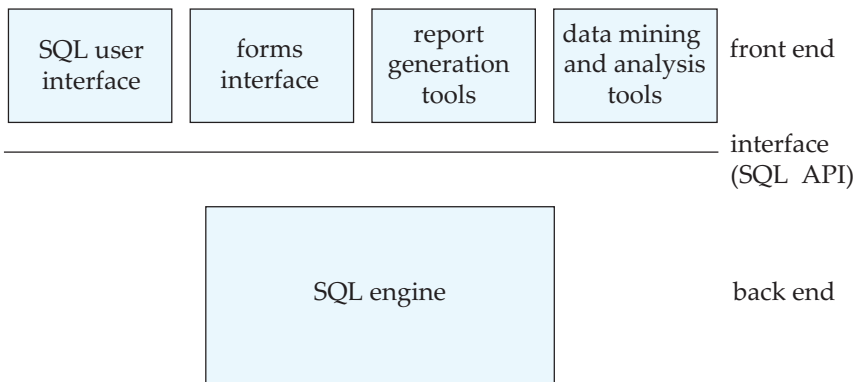 SQL user
interface
forms
interface
report
generation
tools
data mining
and analysis
tools
front end
interface
(SQL API)
SQL engine
back end